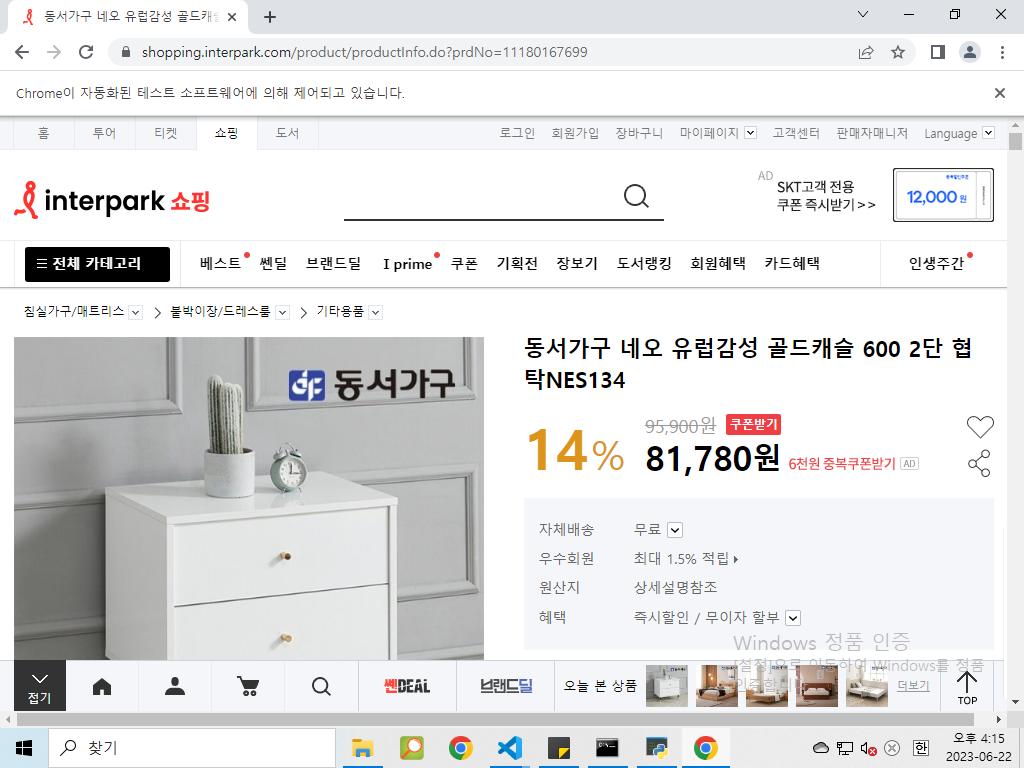 동서가구 네오 유럽감성 골드캐슬
shopping.interpark.com/product/productInfo.do?prdNo=11180167699
Chrome이 자동화된 테스트 소프트웨어에 의해 제어되고 있습니다.
홈 투어 티켓 쇼핑 도서 로그인 회원가입 장바구니 마이페이지 고객센터 판매자매니저 Language
interpark 쇼핑
AD SKT고객 전용
쿠폰 즉시받기>>
12,000원
전체 카테고리 베스트 쎈딜 브랜드딜 I prime 쿠폰 기획전 장보기 도서랭킹 회원혜택 카드혜택 인생주간
침실가구/매트리스 > 붙박이장/드레스룸 > 기타용품
동서가구
동서가구 네오 유럽감성 골드캐슬 600 2단 협
탁NES134
14% 95,900원 쿠폰받기
81,780원 6천원 중복쿠폰받기 AD
자체배송 무료
우수회원 최대 1.5% 적립
원산지 상세설명참조
혜택 즉시할인 / 무이자 할부
Windows 정품 인증
[설정]으로 이동하여 Windows를 정품
인증합니다.
접기 쎈DEAL 브랜드딜 오늘 본 상품 더보기 TOP
찾기
한 오후 4:15
2023-06-22